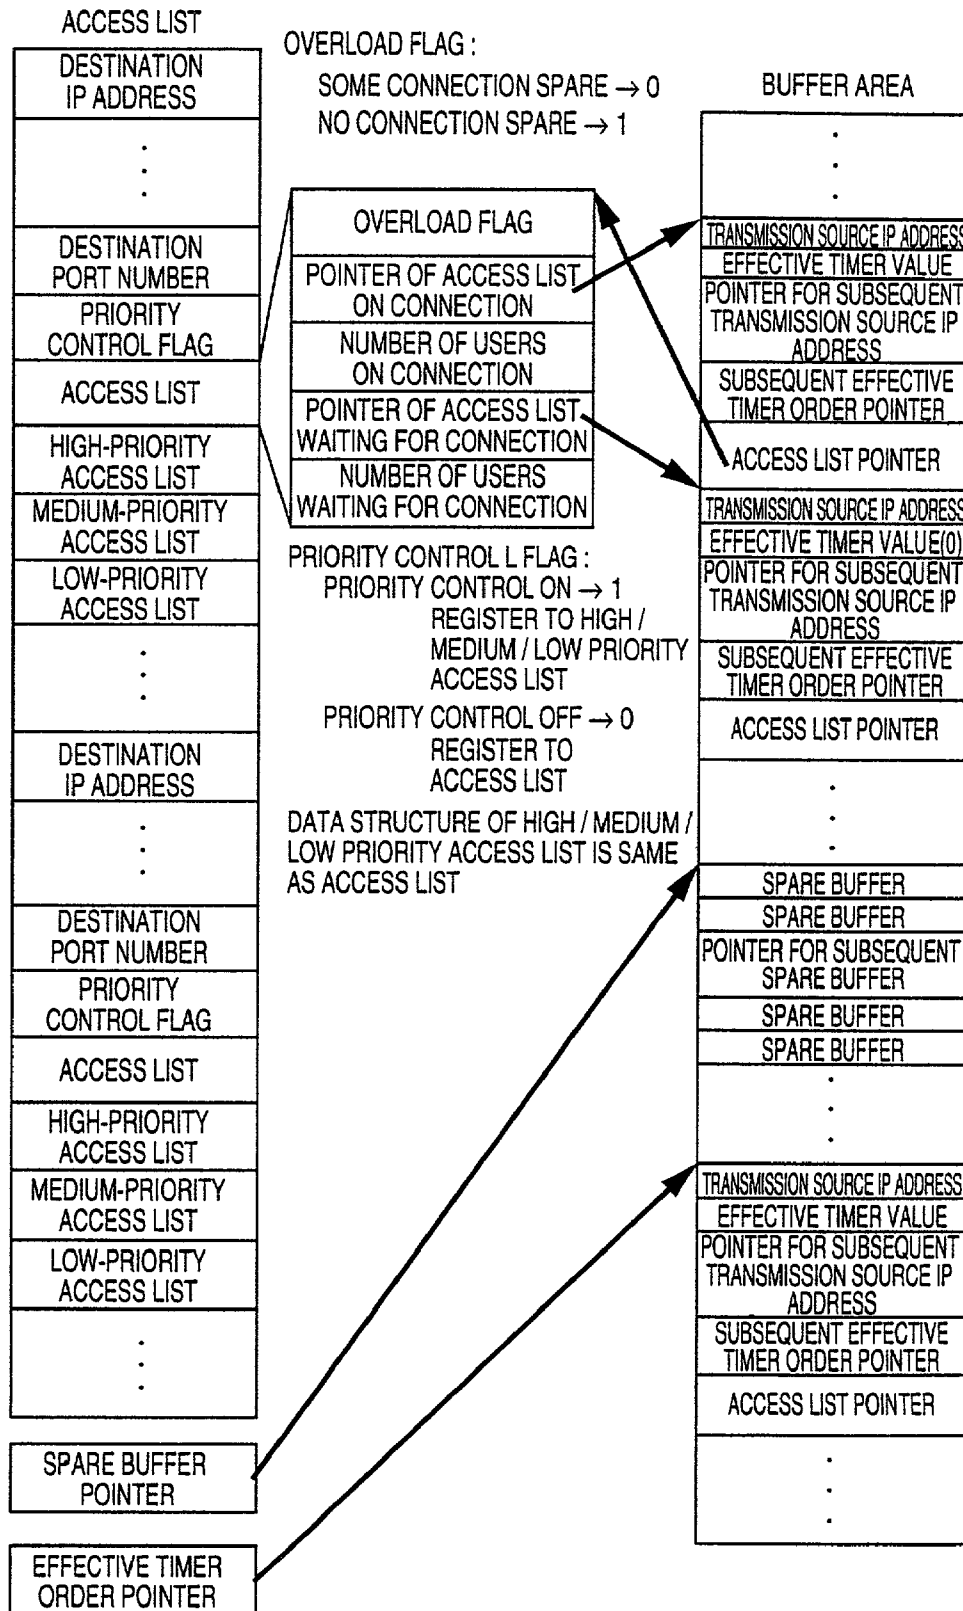 ACCESS LIST
DESTINATION
IP ADDRESS
.
.
.
DESTINATION
PORT NUMBER
PRIORITY
CONTROL FLAG
ACCESS LIST
HIGH-PRIORITY
ACCESS LIST
MEDIUM-PRIORITY
ACCESS LIST
LOW-PRIORITY
ACCESS LIST
.
.
.
DESTINATION
IP ADDRESS
.
.
.
DESTINATION
PORT NUMBER
PRIORITY
CONTROL FLAG
ACCESS LIST
HIGH-PRIORITY
ACCESS LIST
MEDIUM-PRIORITY
ACCESS LIST
LOW-PRIORITY
ACCESS LIST
.
.
.
SPARE BUFFER
POINTER
EFFECTIVE TIMER
ORDER POINTER
OVERLOAD FLAG :
SOME CONNECTION SPARE → 0
NO CONNECTION SPARE → 1
OVERLOAD FLAG
POINTER OF ACCESS LIST
ON CONNECTION
NUMBER OF USERS
ON CONNECTION
POINTER OF ACCESS LIST
WAITING FOR CONNECTION
NUMBER OF USERS
WAITING FOR CONNECTION
PRIORITY CONTROL L FLAG :
PRIORITY CONTROL ON → 1
REGISTER TO HIGH /
MEDIUM / LOW PRIORITY
ACCESS LIST
PRIORITY CONTROL OFF → 0
REGISTER TO
ACCESS LIST
DATA STRUCTURE OF HIGH / MEDIUM /
LOW PRIORITY ACCESS LIST IS SAME
AS ACCESS LIST
BUFFER AREA
.
.
.
TRANSMISSION SOURCE IP ADDRESS
EFFECTIVE TIMER VALUE
POINTER FOR SUBSEQUENT
TRANSMISSION SOURCE IP
ADDRESS
SUBSEQUENT EFFECTIVE
TIMER ORDER POINTER
ACCESS LIST POINTER
TRANSMISSION SOURCE IP ADDRESS
EFFECTIVE TIMER VALUE(0)
POINTER FOR SUBSEQUENT
TRANSMISSION SOURCE IP
ADDRESS
SUBSEQUENT EFFECTIVE
TIMER ORDER POINTER
ACCESS LIST POINTER
.
.
.
SPARE BUFFER
SPARE BUFFER
POINTER FOR SUBSEQUENT
SPARE BUFFER
SPARE BUFFER
SPARE BUFFER
.
.
.
TRANSMISSION SOURCE IP ADDRESS
EFFECTIVE TIMER VALUE
POINTER FOR SUBSEQUENT
TRANSMISSION SOURCE IP
ADDRESS
SUBSEQUENT EFFECTIVE
TIMER ORDER POINTER
ACCESS LIST POINTER
.
.
.